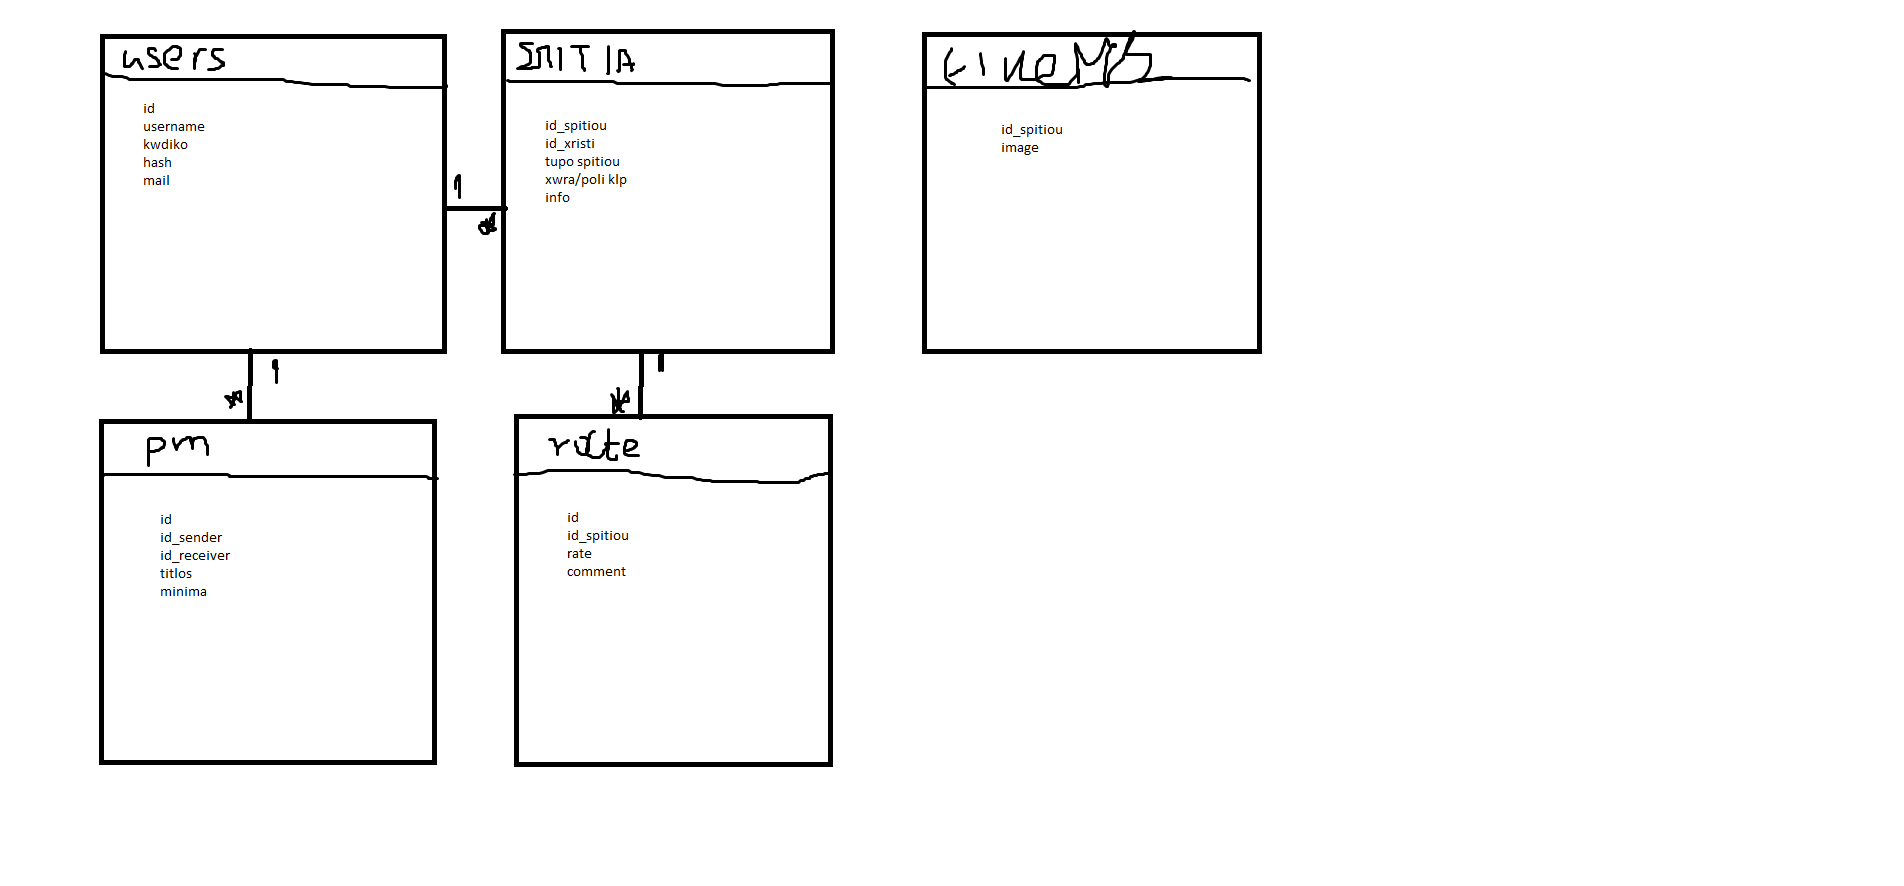 users
id
username
kwdiko
hash
mail
1
*
ΣΠΙΤΙΑ
id_spitiou
id_xristi
tupo spitiou
xwra/poli klp
info
id_spitiou
image
1
*
pm
id
id_sender
id_receiver
titlos
minima
1
*
rate
id
id_spitiou
rate
comment